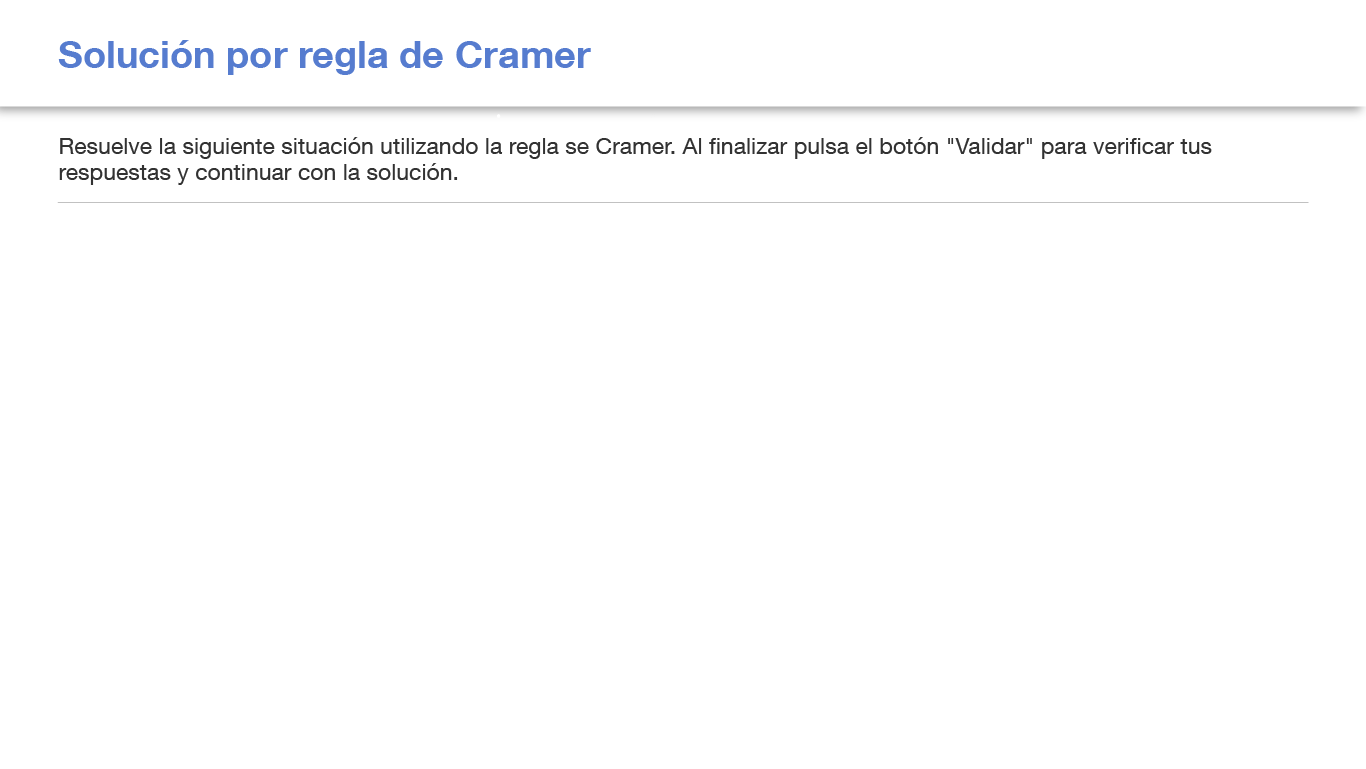 Solución por regla de Cramer
Resuelve la siguiente situación utilizando la regla se Cramer. Al finalizar pulsa el botón "Validar" para verificar tus
respuestas y continuar con la solución.